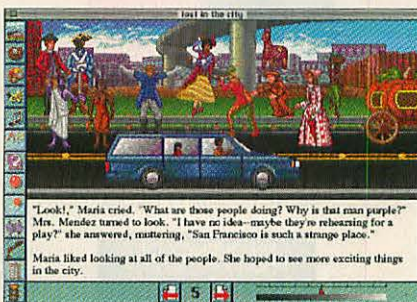 lost in the city
"Look!," Maria cried. "What are those people doing? Why is that man purple?"
Mrs. Mendez turned to look. "I have no idea--maybe they're rehearsing for a
play?" she answered, muttering, "San Francisco is such a strange place."
Maria liked looking at all of the people. She hoped to see more exciting things
in the city.
5